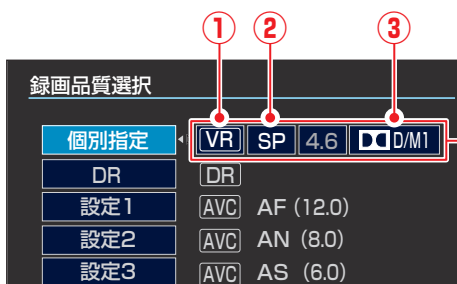 ① ② ③
録画品質選択
個別指定 VR SP 4.6 D/M1
DR DR
設定1 AVC AF (12.0)
設定2 AVC AN (8.0)
設定3 AVC AS (6.0)